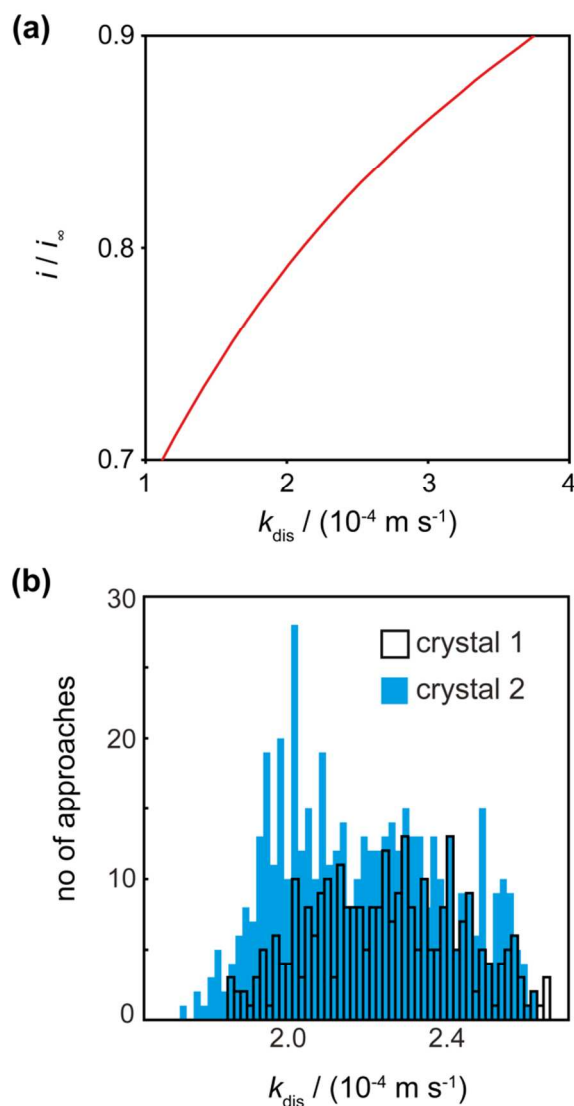 (a)
0.9
0.8
0.7
i / i∞
1 2 3 4
kdis / (10-4 m s-1)
(b)
30
20
10
0
no of approaches
crystal 1
crystal 2
2.0 2.4
kdis / (10-4 m s-1)